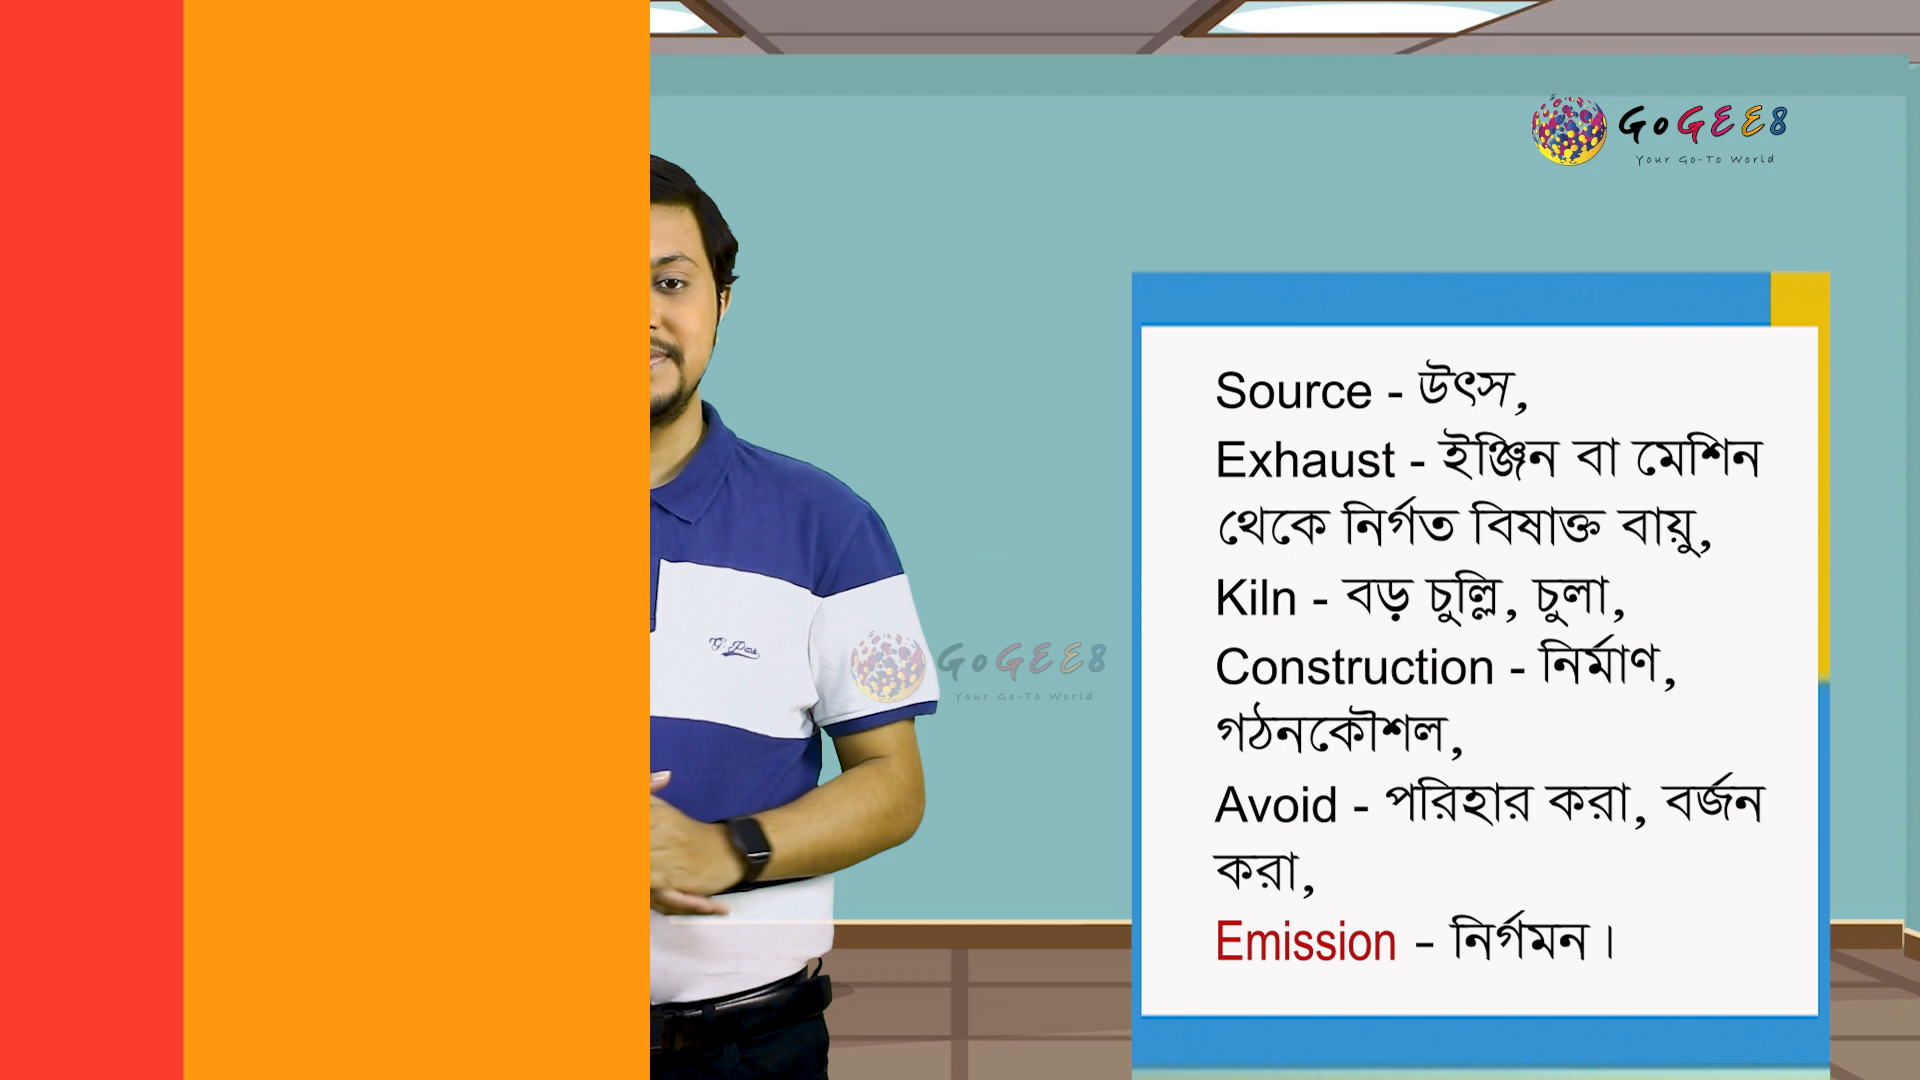 GoGEE8
Your Go-To World
Source - উৎস,
Exhaust - ইঞ্জিন বা মেশিন
থেকে নির্গত বিষাক্ত বায়ু,
Kiln - বড় চুল্লি, চুলা,
Construction - নির্মাণ,
গঠনকৌশল,
Avoid - পরিহার করা, বর্জন
করা,
Emission – নির্গমন।
GoGEE8
Your Go-To World